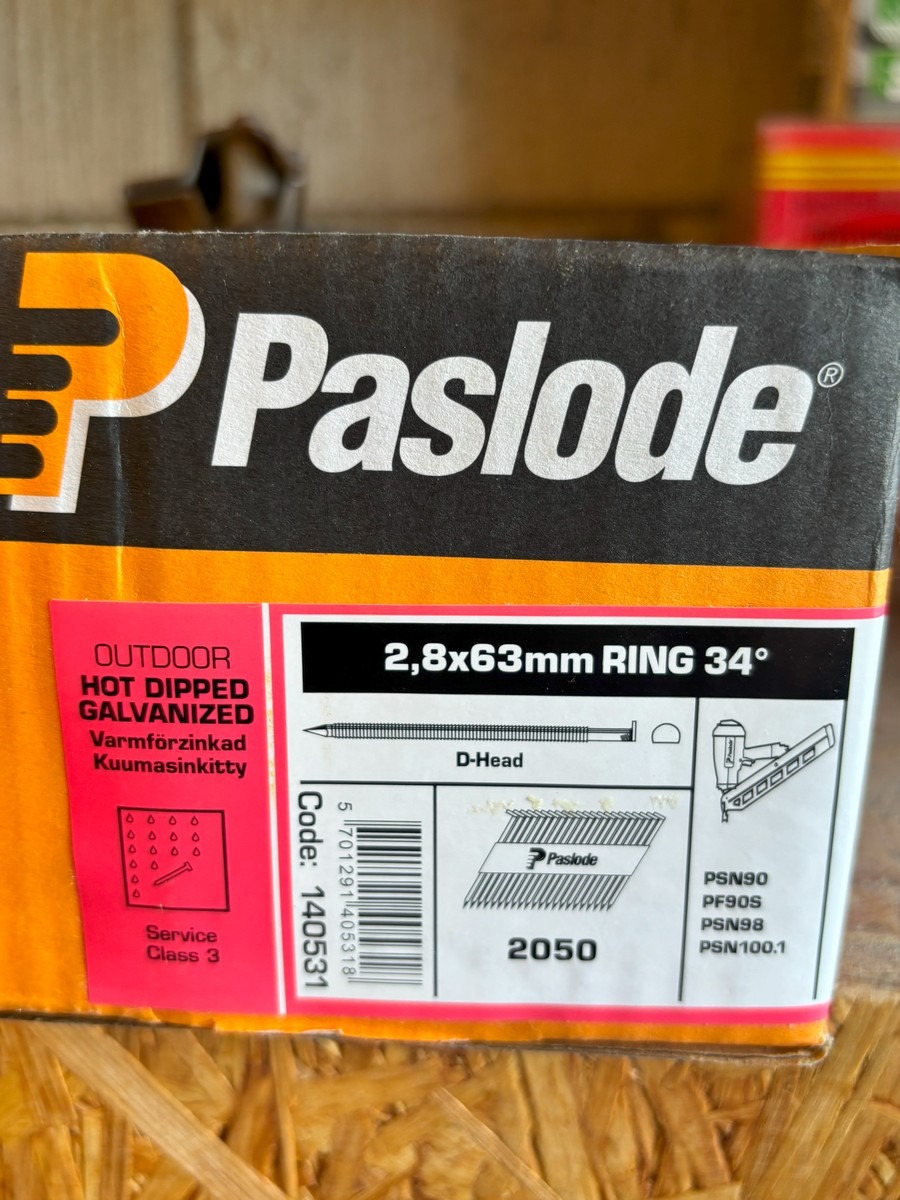 Paslode®
OUTDOOR
HOT DIPPED
GALVANIZED
Varmförzinkad
Kuumasinkitty
Service
Class 3
2,8x63mm RING 34°
D-Head
Code: 140531
5 701291 405318
Paslode
2050
Paslode
PSN90
PF90S
PSN98
PSN100.1